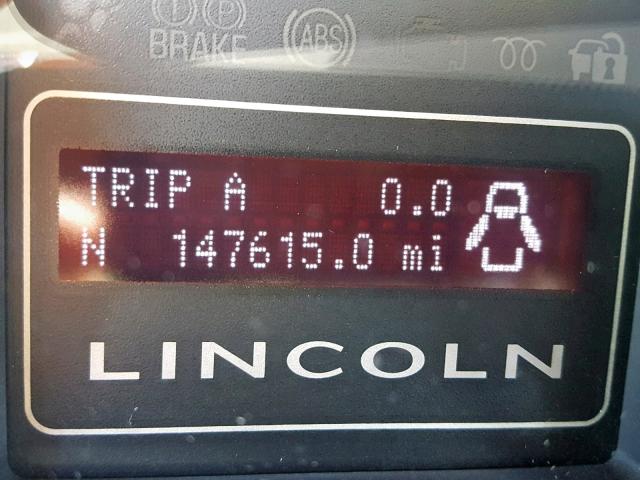 (!) (P) (ABS)
BRAKE
TRIP A 0.0
N 147615.0 mi
LINCOLN